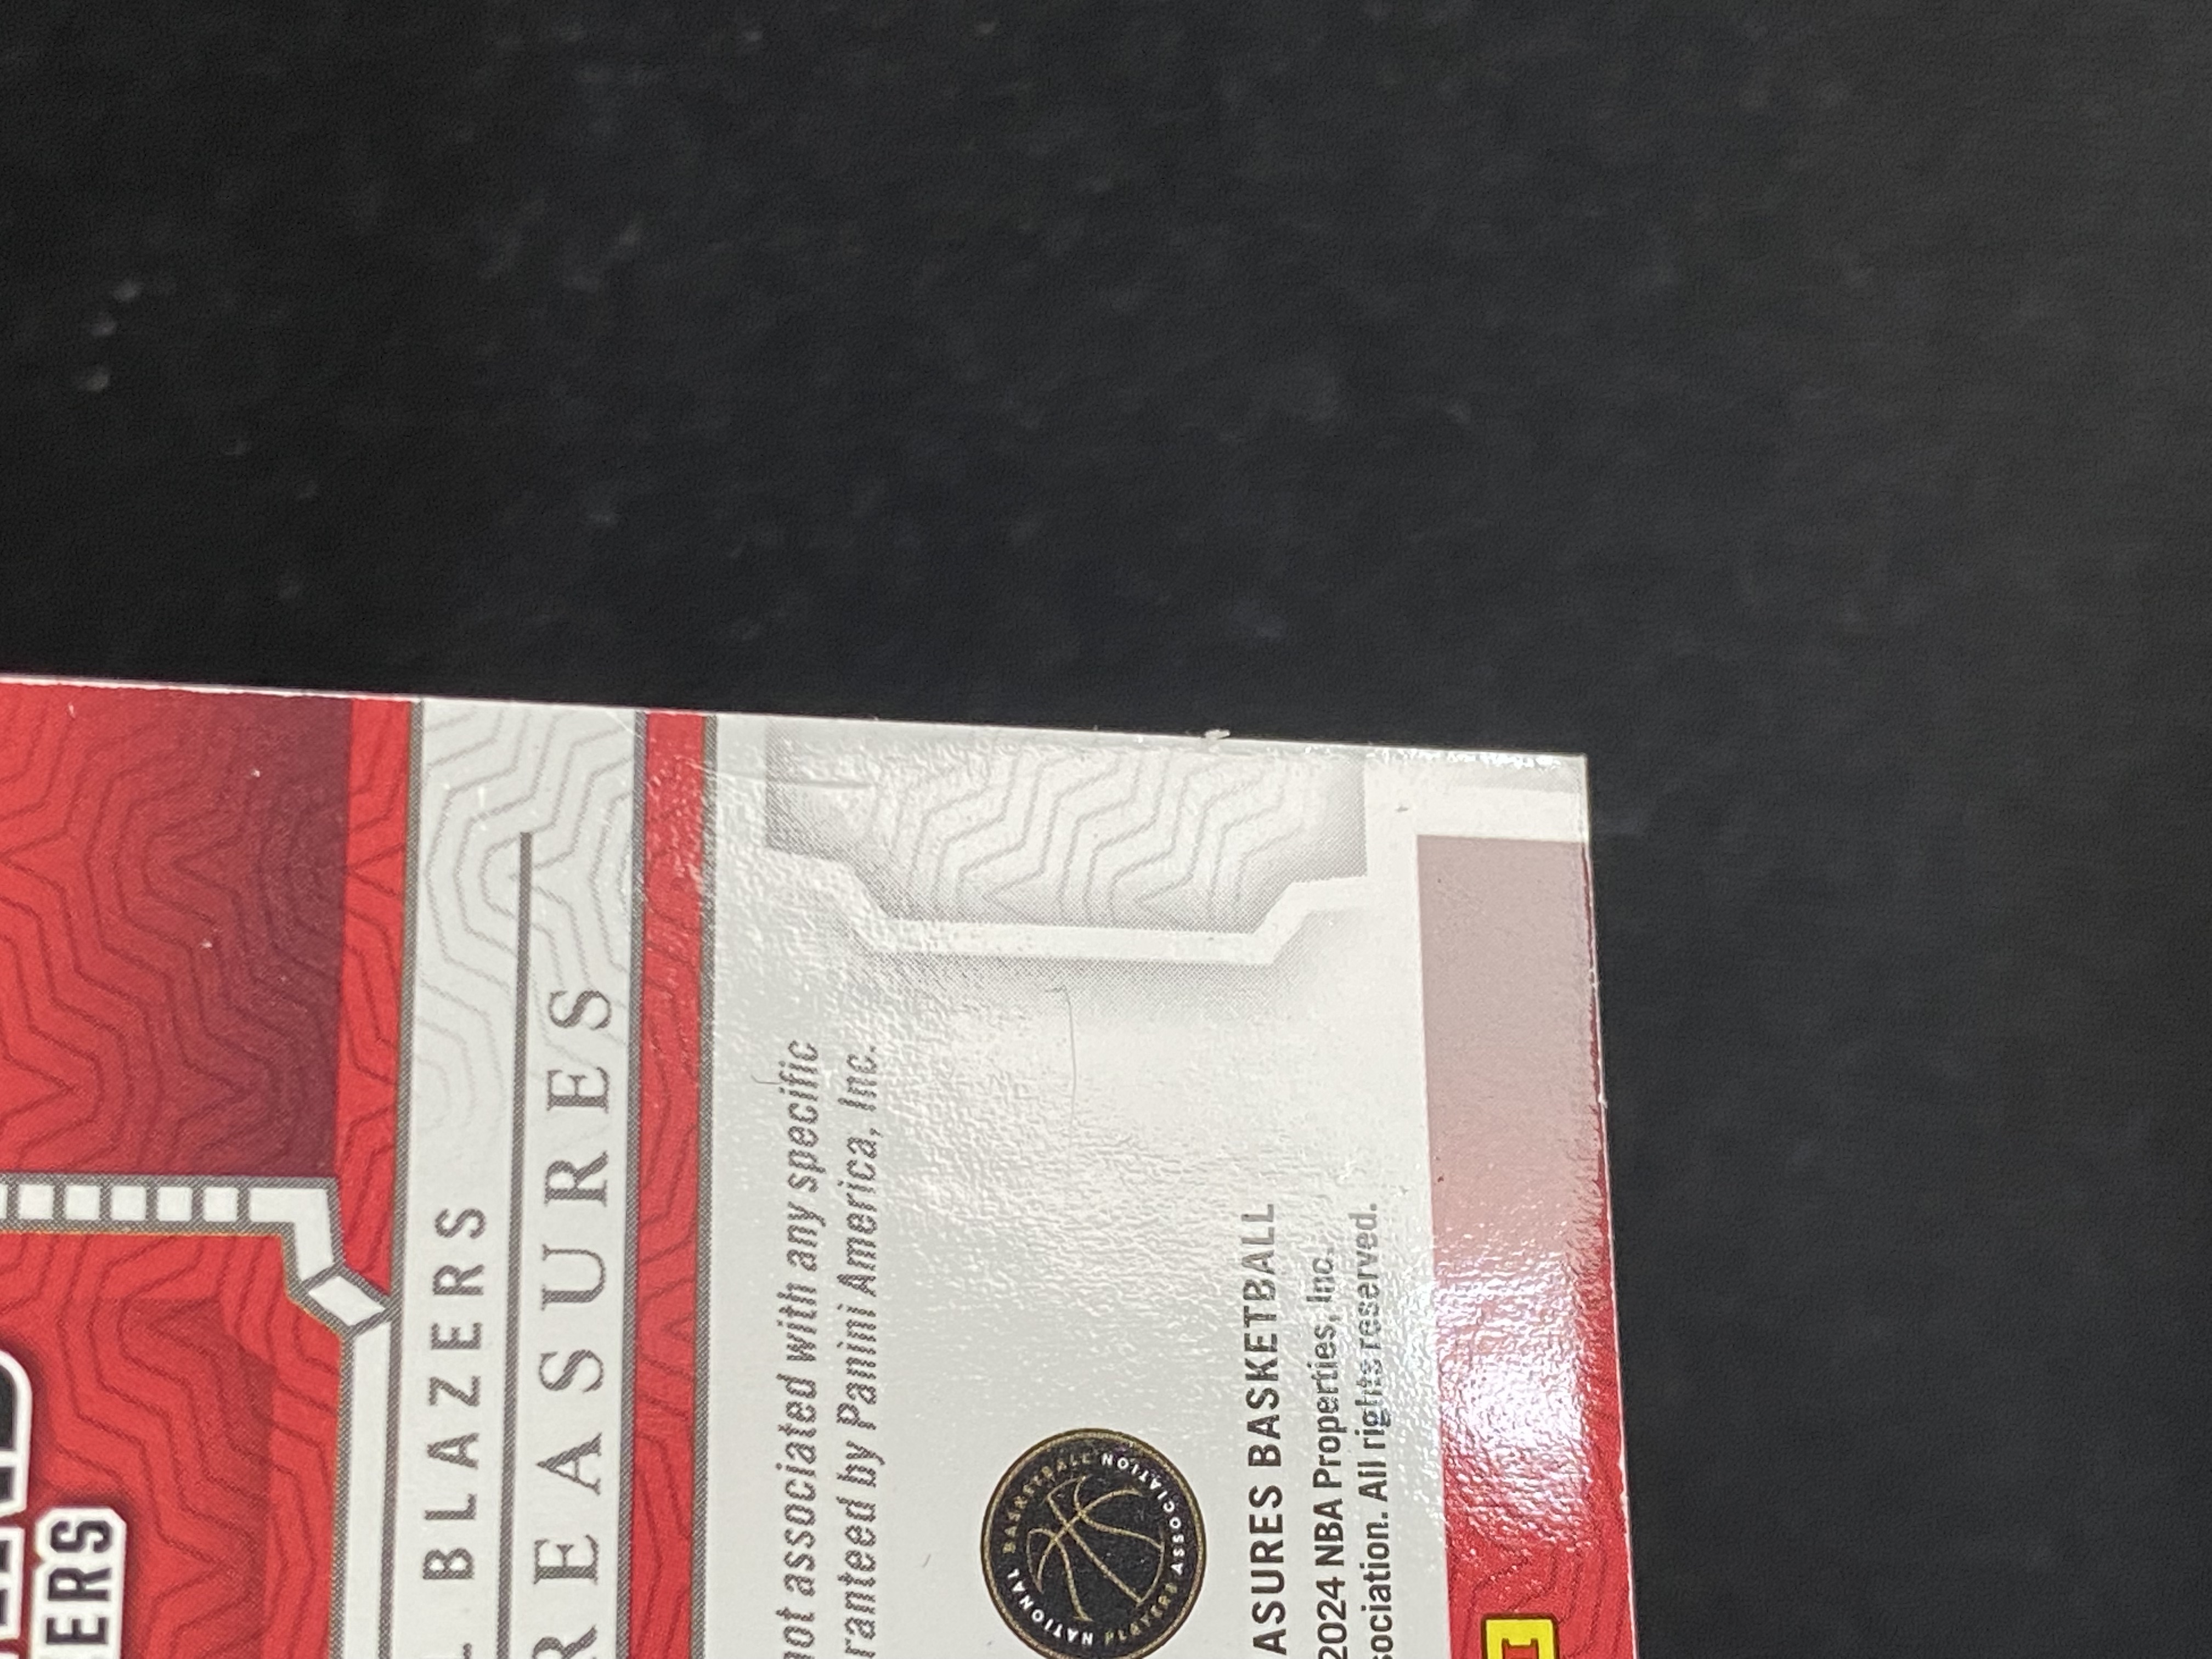 ERS
L BLAZERS
REASURES
not associated with any specific
ranteed by Panini America, Inc.
NATIONAL BASKETBALL
PLAYERS ASSOCIATION
ASURES BASKETBALL
2024 NBA Properties, Inc.
sociation. All rights reserved.